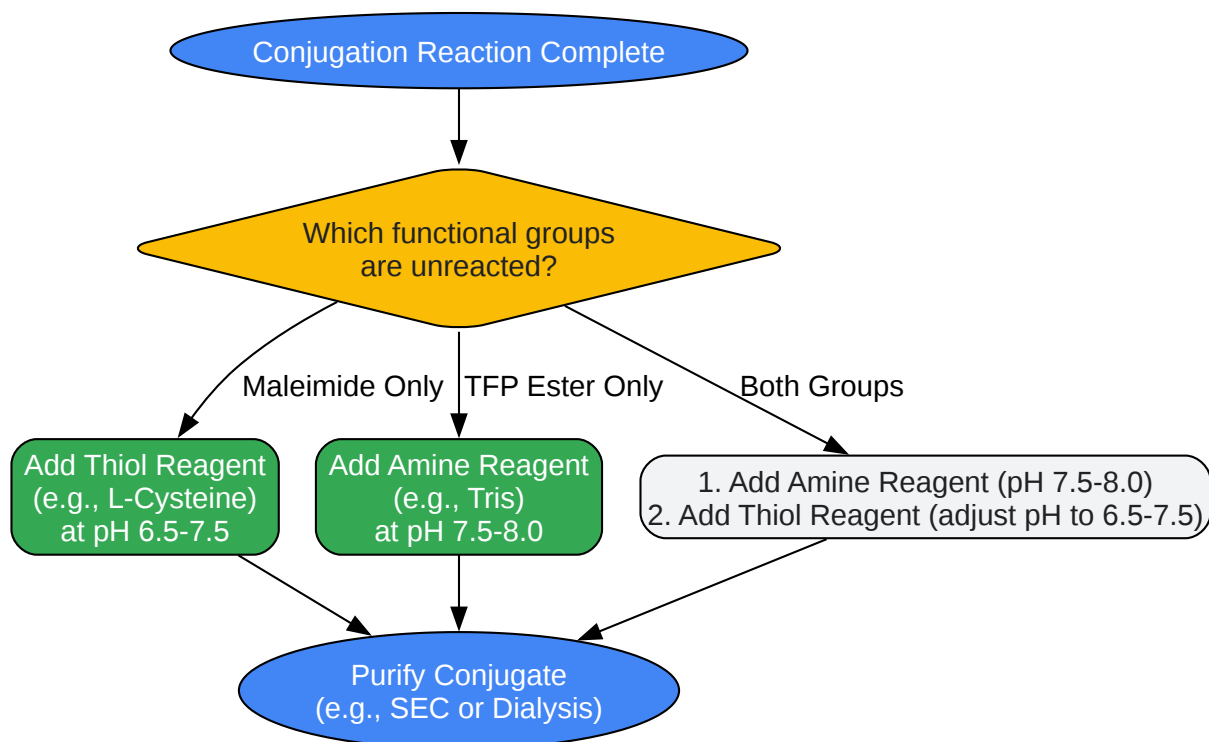 Conjugation Reaction Complete
Which functional groups
are unreacted?
Maleimide Only
TFP Ester Only
Both Groups
Add Thiol Reagent
(e.g., L-Cysteine)
at pH 6.5-7.5
Add Amine Reagent
(e.g., Tris)
at pH 7.5-8.0
1. Add Amine Reagent (pH 7.5-8.0)
2. Add Thiol Reagent (adjust pH to 6.5-7.5)
Purify Conjugate
(e.g., SEC or Dialysis)